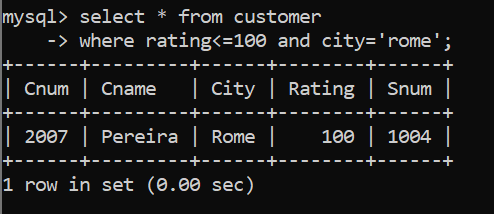 mysql> select * from customer
    -> where rating<=100 and city='rome';
+------+---------+------+--------+------+
| Cnum | Cname   | City | Rating | Snum |
+------+---------+------+--------+------+
| 2007 | Pereira | Rome |    100 | 1004 |
+------+---------+------+--------+------+
1 row in set (0.00 sec)